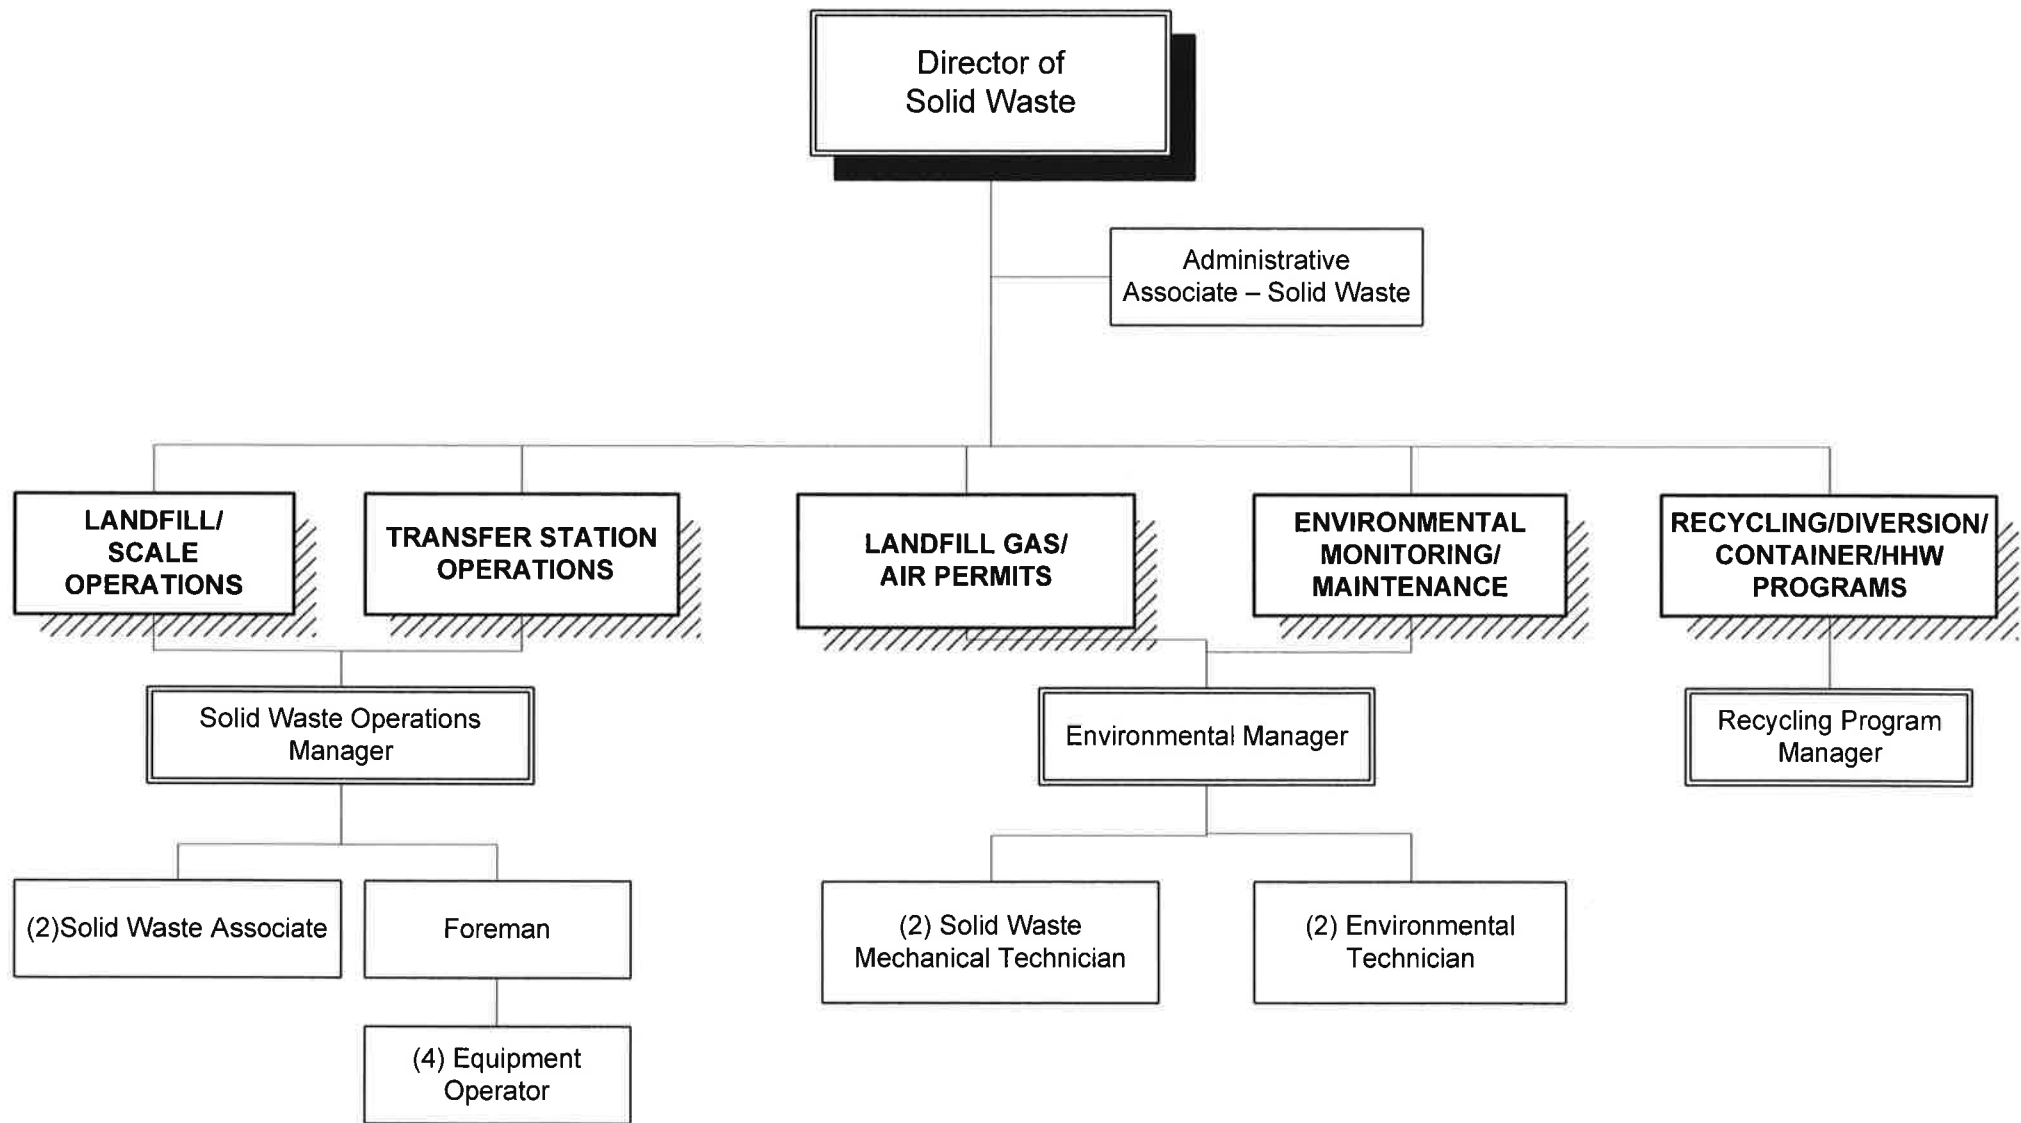 Director of
Solid Waste
Administrative
Associate – Solid Waste
LANDFILL/
SCALE
OPERATIONS
TRANSFER STATION
OPERATIONS
LANDFILL GAS/
AIR PERMITS
ENVIRONMENTAL
MONITORING/
MAINTENANCE
RECYCLING/DIVERSION/
CONTAINER/HHW
PROGRAMS
Solid Waste Operations
Manager
Environmental Manager
Recycling Program
Manager
(2)Solid Waste Associate
Foreman
(2) Solid Waste
Mechanical Technician
(2) Environmental
Technician
(4) Equipment
Operator